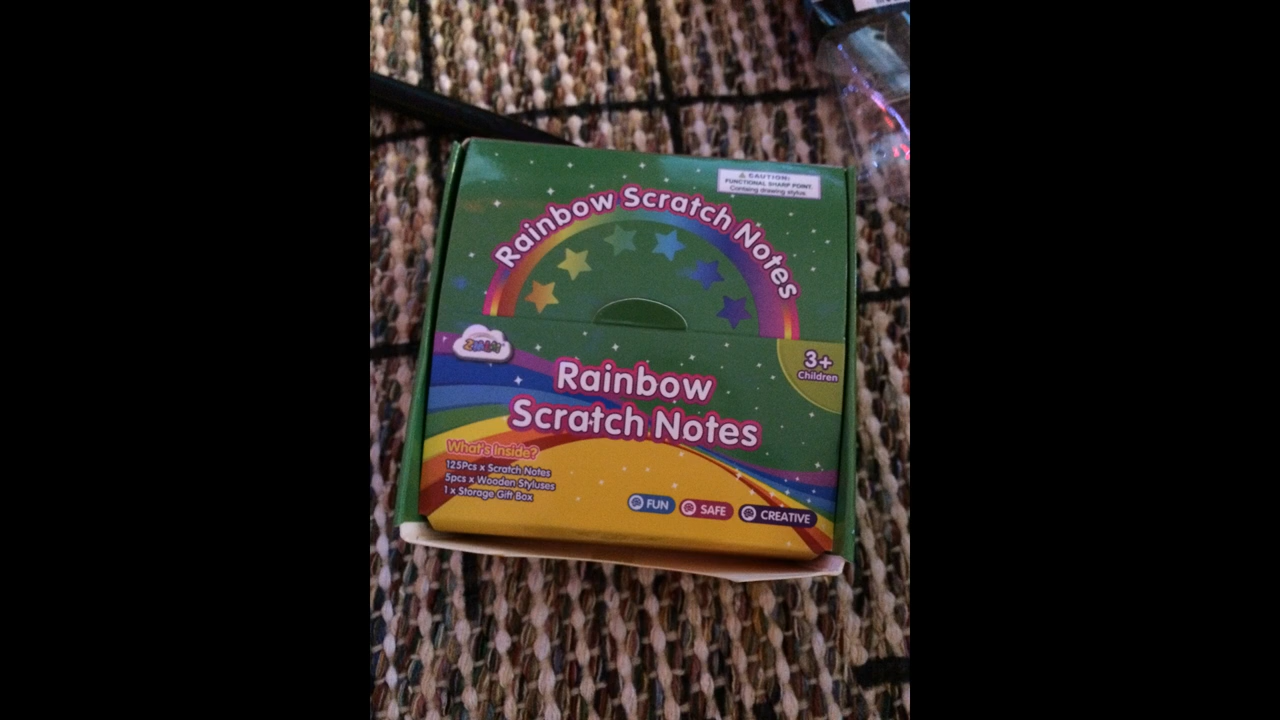 ⚠ CAUTION:
FUNCTIONAL SHARP POINT.
Containg drawing stylus.
Rainbow Scratch Notes
3+
Children
Rainbow
Scratch Notes
What's Inside?
125Pcs x Scratch Notes
5pcs x Wooden Styluses
1 x Storage Gift Box
FUN
SAFE
CREATIVE